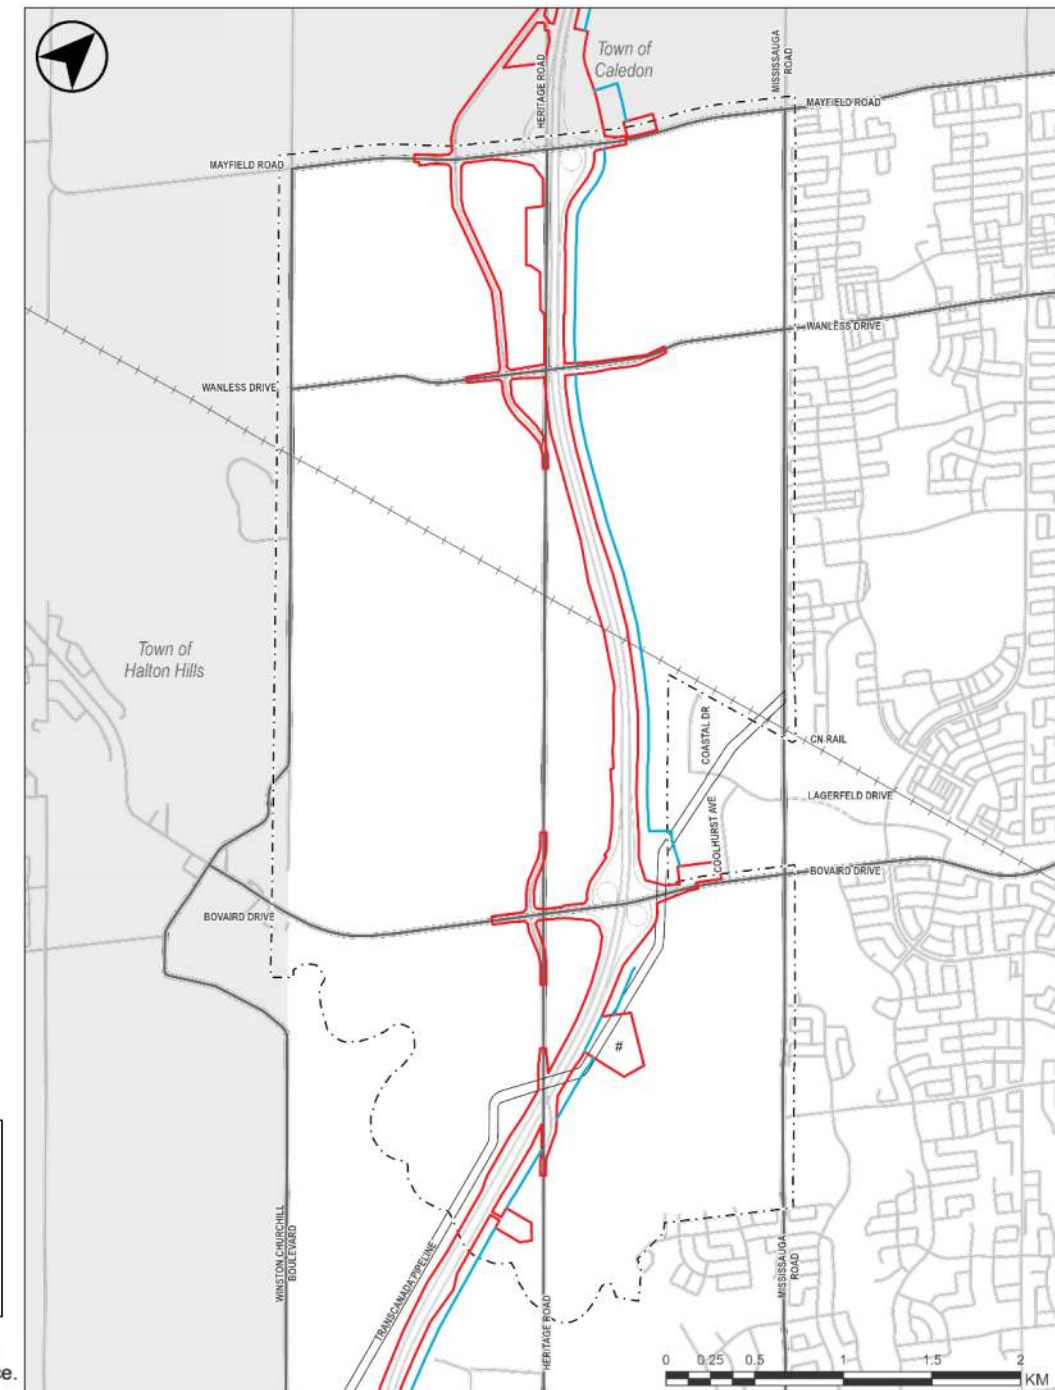 Town of
Caledon
HERITAGE ROAD
MISSISSAUGA
ROAD
MAYFIELD ROAD
MAYFIELD ROAD
WANLESS DRIVE
WANLESS DRIVE
Town of
Halton Hills
COASTAL DR
CN RAIL
LAGERFELD DRIVE
COOLHURST AVE
BOVAIRD DRIVE
BOVAIRD DRIVE
#
WINSTON CHURCHILL
BOULEVARD
TRANSCANADA PIPELINE
HERITAGE ROAD
MISSISSAUGA
ROAD
0 0.25 0.5 1 1.5 2
KM
ce.